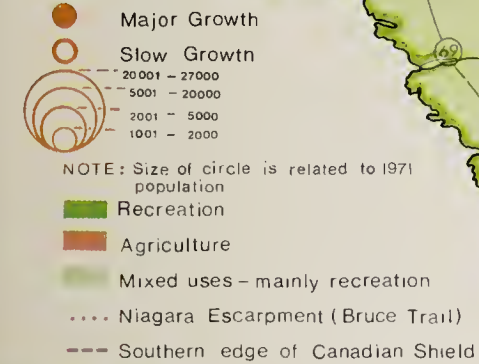 Major Growth
Slow Growth
20001 – 27000
5001 – 20000
2001 – 5000
1001 – 2000
NOTE: Size of circle is related to 1971
population
Recreation
Agriculture
Mixed uses – mainly recreation
.... Niagara Escarpment (Bruce Trail)
--- Southern edge of Canadian Shield
69